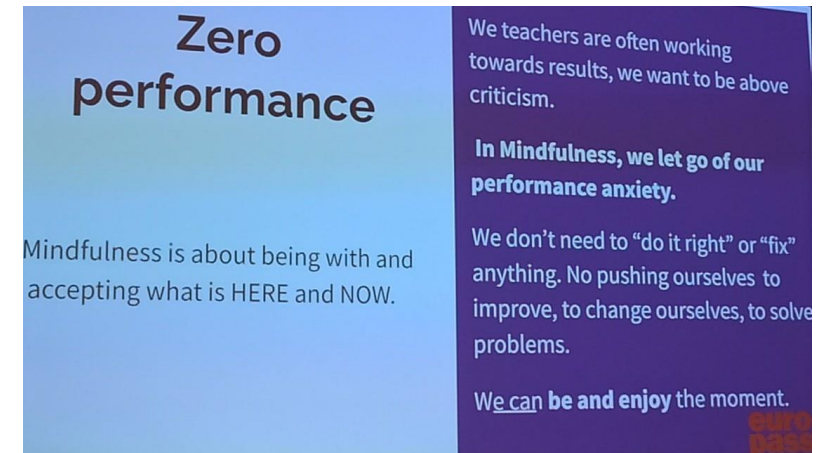 Zero
performance
Mindfulness is about being with and
accepting what is HERE and NOW.
We teachers are often working
towards results, we want to be above
criticism.
In Mindfulness, we let go of our
performance anxiety.
We don't need to "do it right" or "fix"
anything. No pushing ourselves to
improve, to change ourselves, to solve
problems.
We can be and enjoy the moment.
euro
pass